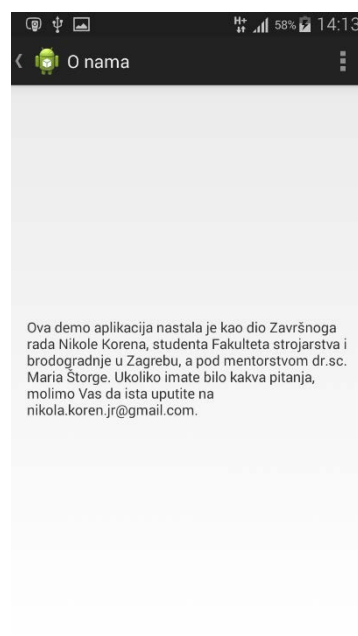 H+ 58% 14:13
O nama
Ova demo aplikacija nastala je kao dio Završnoga
rada Nikole Korena, studenta Fakulteta strojarstva i
brodogradnje u Zagrebu, a pod mentorstvom dr.sc.
Maria Štorge. Ukoliko imate bilo kakva pitanja,
molimo Vas da ista uputite na
nikola.koren.jr@gmail.com.